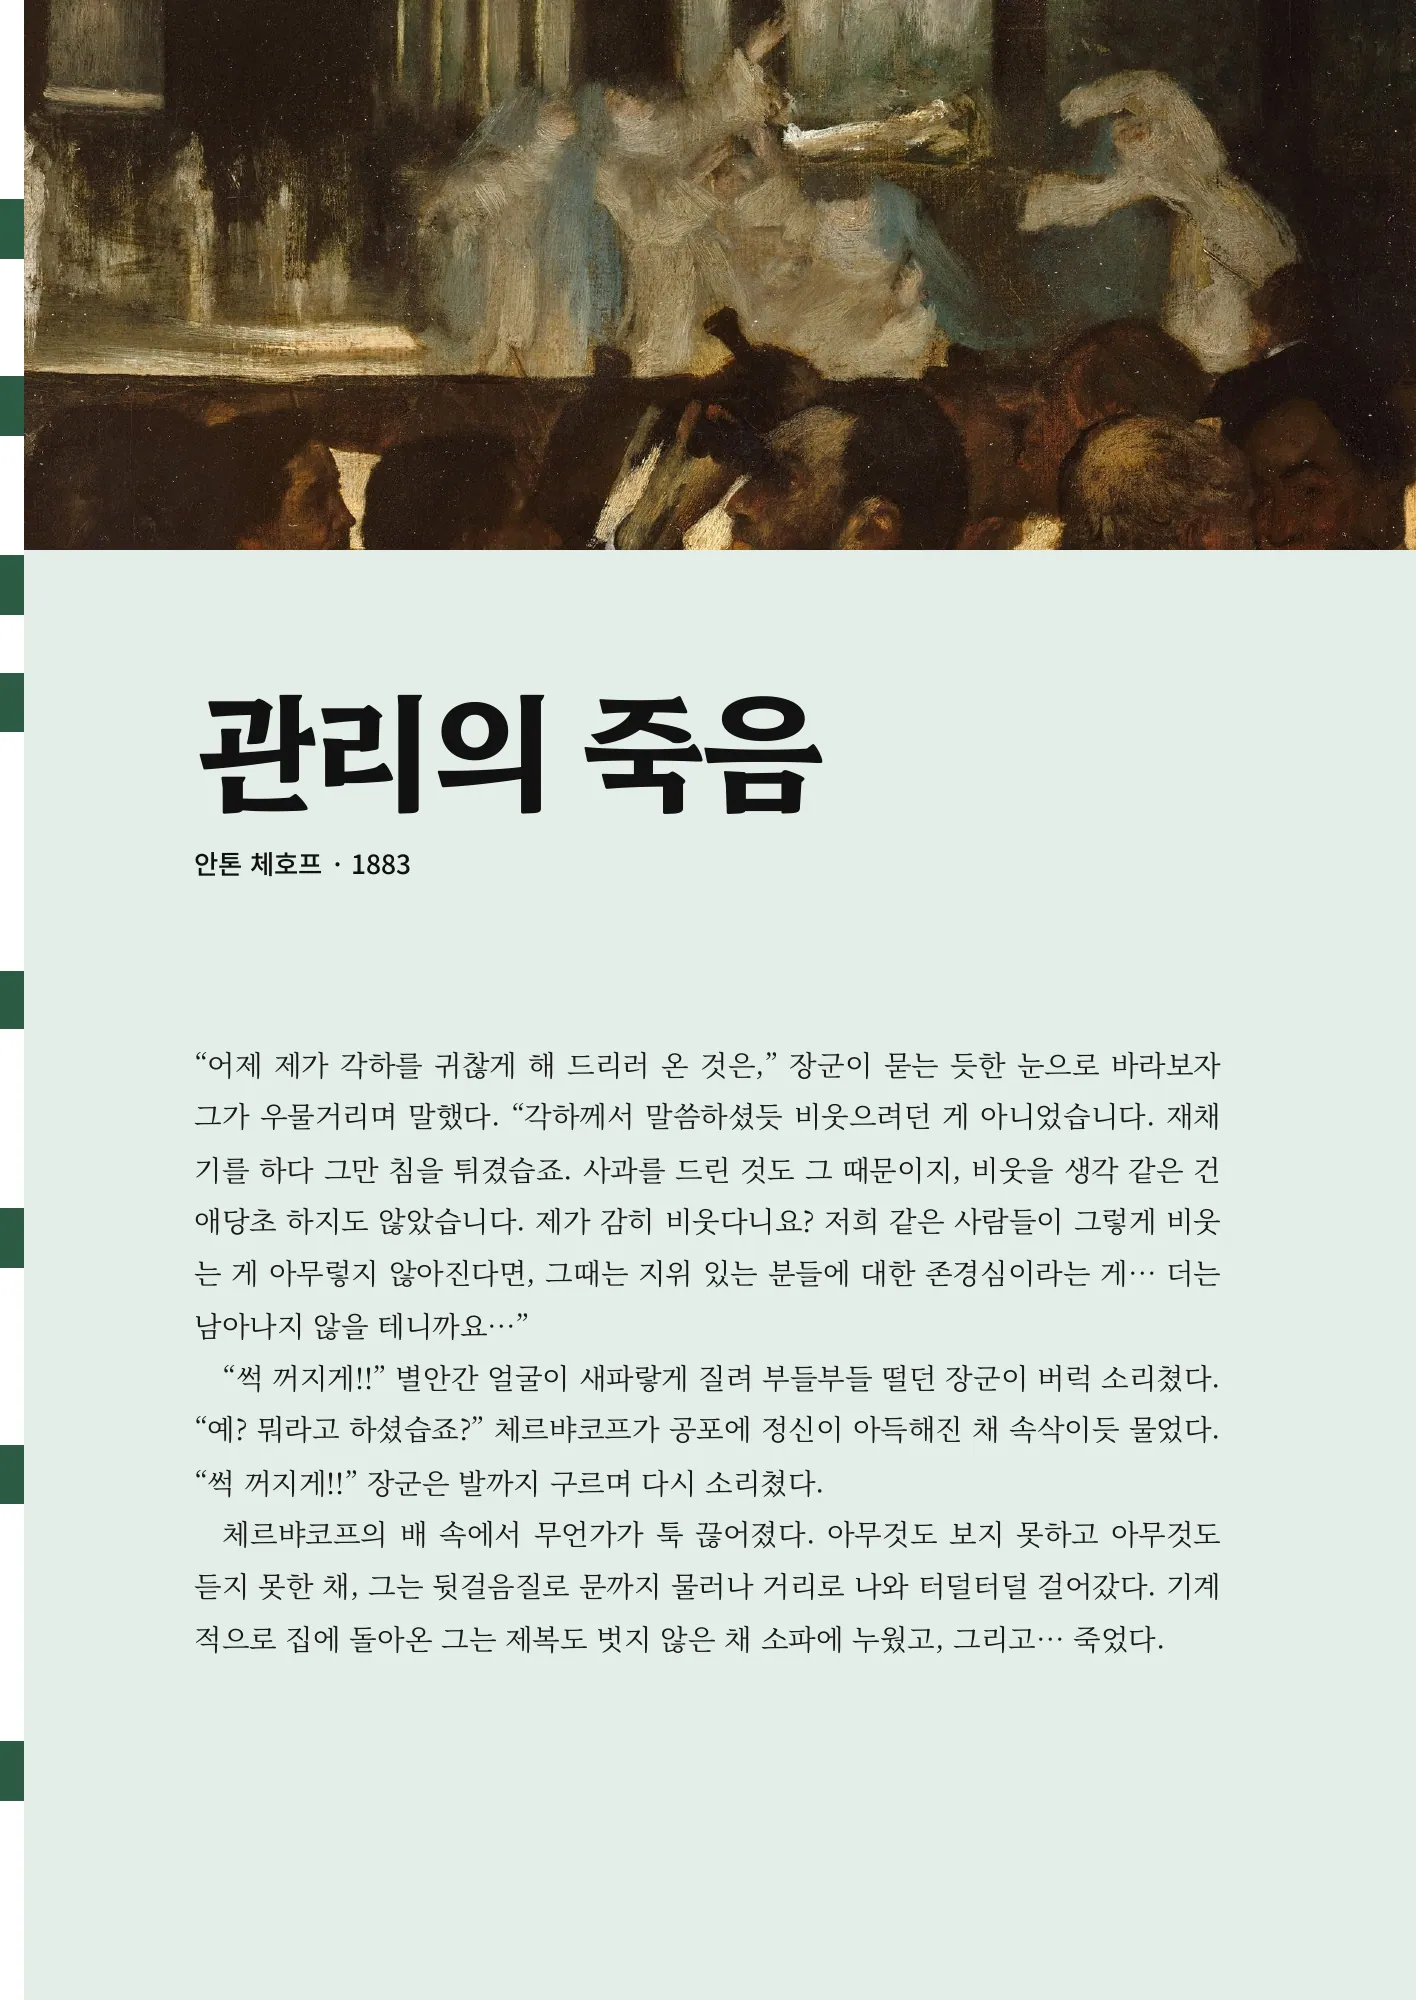 관리의 죽음
안톤 체호프 · 1883
“어제 제가 각하를 귀찮게 해 드리러 온 것은,” 장군이 묻는 듯한 눈으로 바라보자
그가 우물거리며 말했다. “각하께서 말씀하셨듯 비웃으려던 게 아니었습니다. 재채
기를 하다 그만 침을 튀겼습죠. 사과를 드린 것도 그 때문이지, 비웃을 생각 같은 건
애당초 하지도 않았습니다. 제가 감히 비웃다니요? 저희 같은 사람들이 그렇게 비웃
는 게 아무렇지 않아진다면, 그때는 지위 있는 분들에 대한 존경심이라는 게… 더는
남아나지 않을 테니까요…”
“썩 꺼지게!!” 별안간 얼굴이 새파랗게 질려 부들부들 떨던 장군이 버럭 소리쳤다.
“예? 뭐라고 하셨습죠?” 체르뱌코프가 공포에 정신이 아득해진 채 속삭이듯 물었다.
“썩 꺼지게!!” 장군은 발까지 구르며 다시 소리쳤다.
체르뱌코프의 배 속에서 무언가가 툭 끊어졌다. 아무것도 보지 못하고 아무것도
듣지 못한 채, 그는 뒷걸음질로 문까지 물러나 거리로 나와 터덜터덜 걸어갔다. 기계
적으로 집에 돌아온 그는 제복도 벗지 않은 채 소파에 누웠고, 그리고… 죽었다.